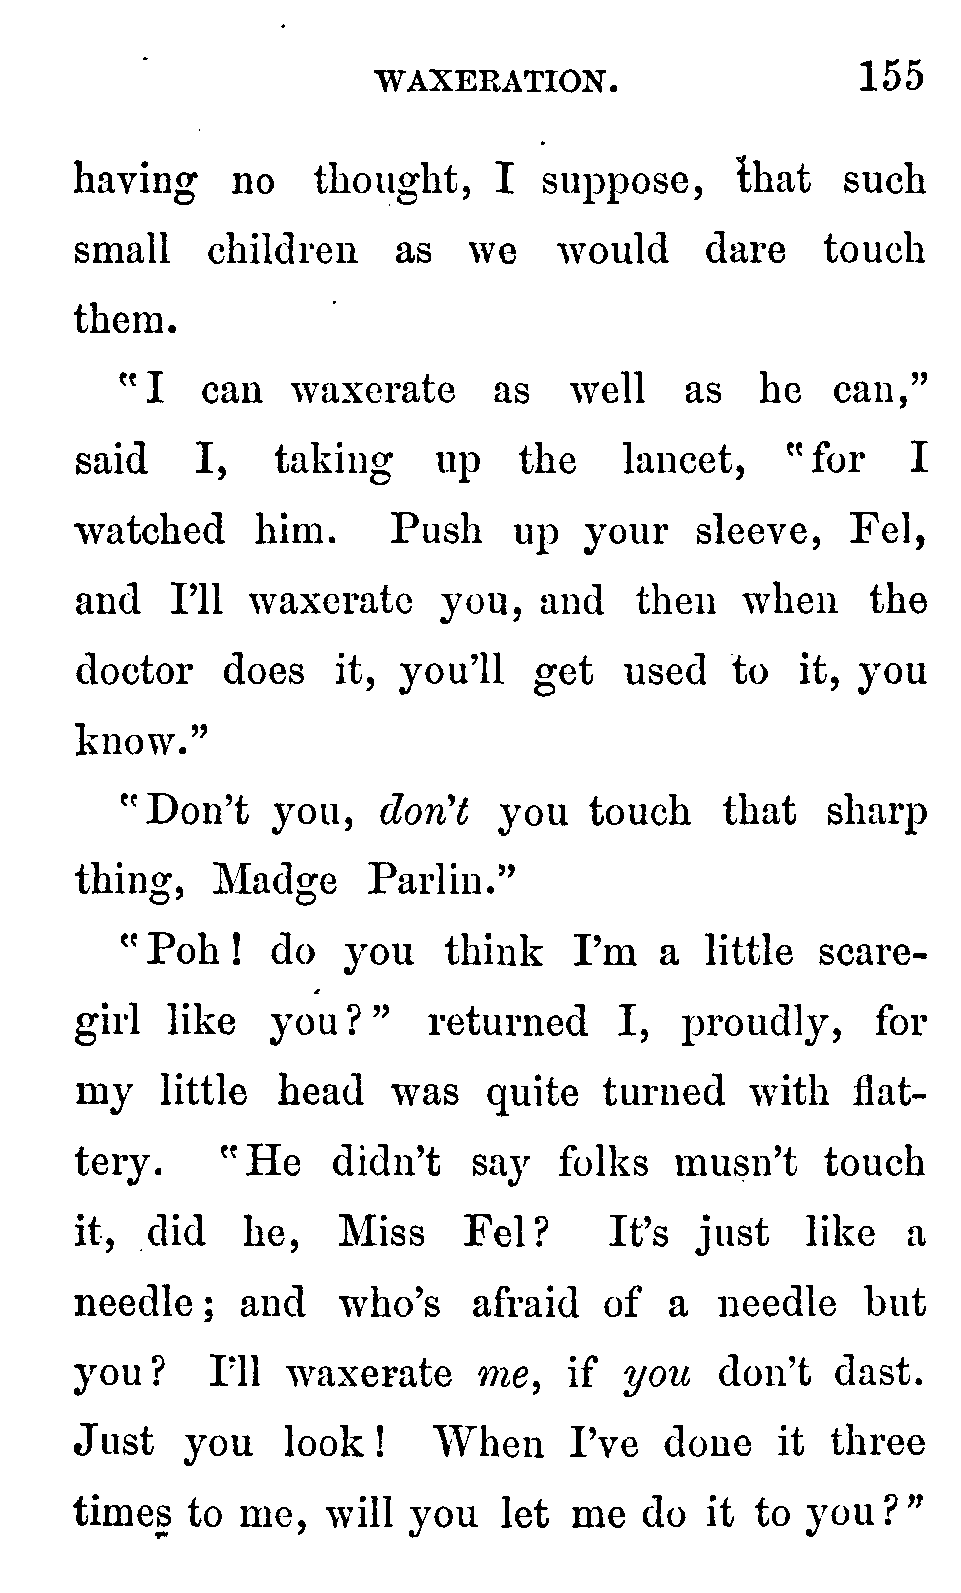 WAXERATION. 155
having no thought, I suppose, that such
small children as we would dare touch
them.
"I can waxerate as well as he can,"
said I, taking up the lancet, "for I
watched him. Push up your sleeve, Fel,
and I'll waxerate you, and then when the
doctor does it, you'll get used to it, you
know."
"Don't you, don't you touch that sharp
thing, Madge Parlin."
"Poh! do you think I'm a little scare-
girl like you?" returned I, proudly, for
my little head was quite turned with flat-
tery. "He didn't say folks musn't touch
it, did he, Miss Fel? It's just like a
needle; and who's afraid of a needle but
you? I'll waxerate me, if you don't dast.
Just you look! When I've done it three
times to me, will you let me do it to you?"